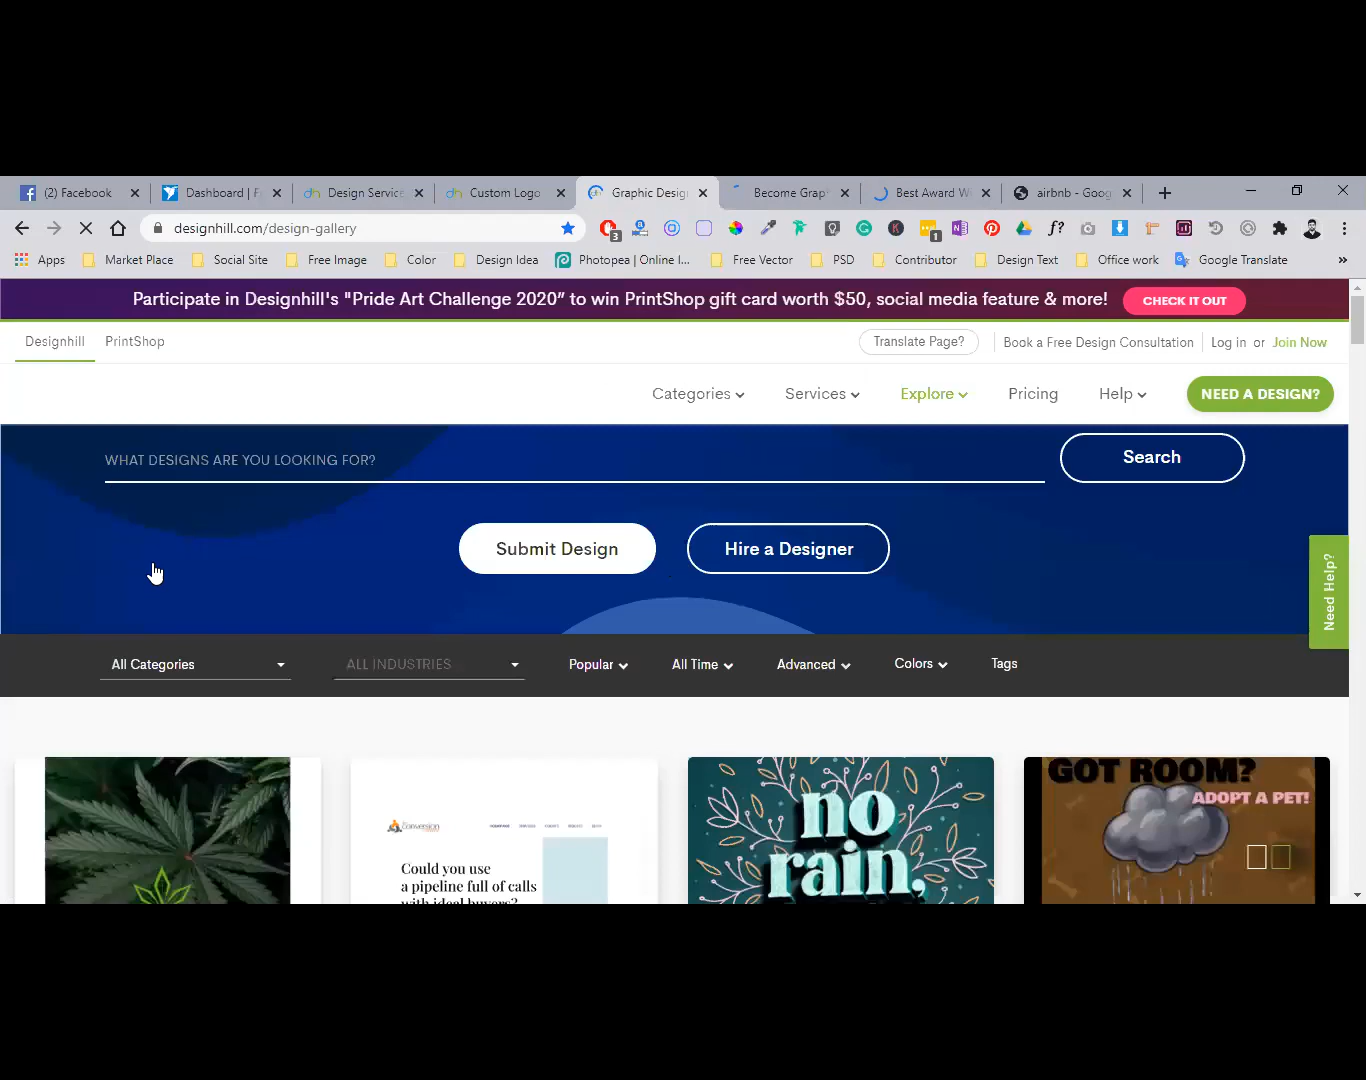 (2) Facebook
Dashboard | F
Design Service
Custom Logo
Graphic Desig
Become Grap
Best Award W
airbnb - Goog
designhill.com/design-gallery
3
1
f?
Apps
Market Place
Social Site
Free Image
Color
Design Idea
Photopea | Online I...
Free Vector
PSD
Contributor
Design Text
Office work
Google Translate
»
Participate in Designhill's "Pride Art Challenge 2020” to win PrintShop gift card worth $50, social media feature & more!
CHECK IT OUT
Designhill
PrintShop
Translate Page?
Book a Free Design Consultation
Log in or Join Now
Categories
Services
Explore
Pricing
Help
NEED A DESIGN?
WHAT DESIGNS ARE YOU LOOKING FOR?
Search
Submit Design
Hire a Designer
Need Help?
All Categories
ALL INDUSTRIES
Popular
All Time
Advanced
Colors
Tags
conversion
Could you use
a pipeline full of calls
with ideal buyers?
no
rain,
GOT ROOM?
ADOPT A PET!